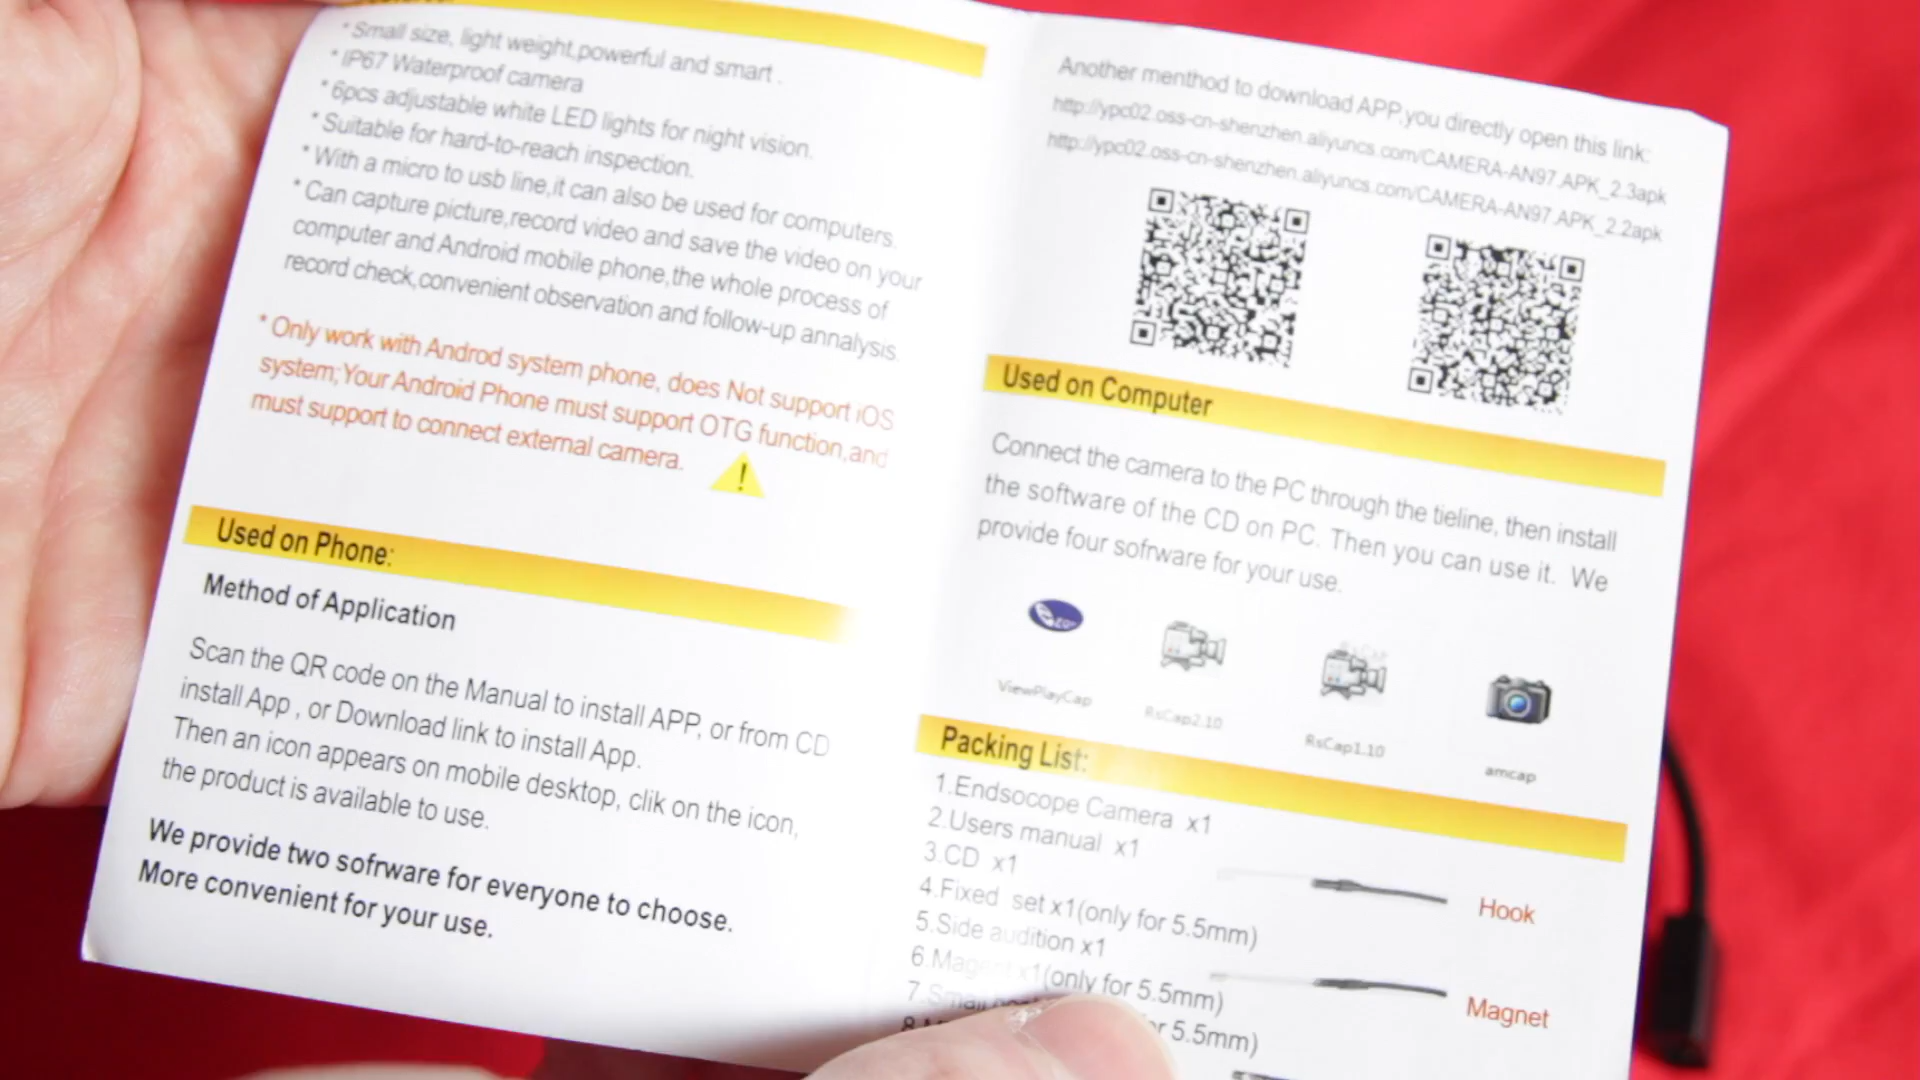 * Small size, light weight,powerful and smart .
* IP67 Waterproof camera
* 6pcs adjustable white LED lights for night vision.
* Suitable for hard-to-reach inspection.
* With a micro to usb line,it can also be used for computers.
* Can capture picture,record video and save the video on your
computer and Android mobile phone,the whole process of
record check,convenient observation and follow-up annalysis.
* Only work with Androd system phone, does Not support iOS
system;Your Android Phone must support OTG function,and
must support to connect external camera.
Used on Phone:
Method of Application
Scan the QR code on the Manual to install APP, or from CD
install App , or Download link to install App.
Then an icon appears on mobile desktop, clik on the icon,
the product is available to use.
We provide two sofrware for everyone to choose.
More convenient for your use.
Another menthod to download APP,you directly open this link:
http://ypc02.oss-cn-shenzhen.aliyuncs.com/CAMERA-AN97.APK_2.3apk
http://ypc02.oss-cn-shenzhen.aliyuncs.com/CAMERA-AN97.APK_2.2apk
Used on Computer
Connect the camera to the PC through the tieline, then install
the software of the CD on PC. Then you can use it. We
provide four sofrware for your use.
ViewPlayCap
RsCap2.10
RsCap1.10
amcap
Packing List:
1.Endsocope Camera x1
2.Users manual x1
3.CD x1
4.Fixed set x1(only for 5.5mm)
5.Side audition x1
6.Magent x1(only for 5.5mm)
7.Small 5.5mm)
Hook
Magnet